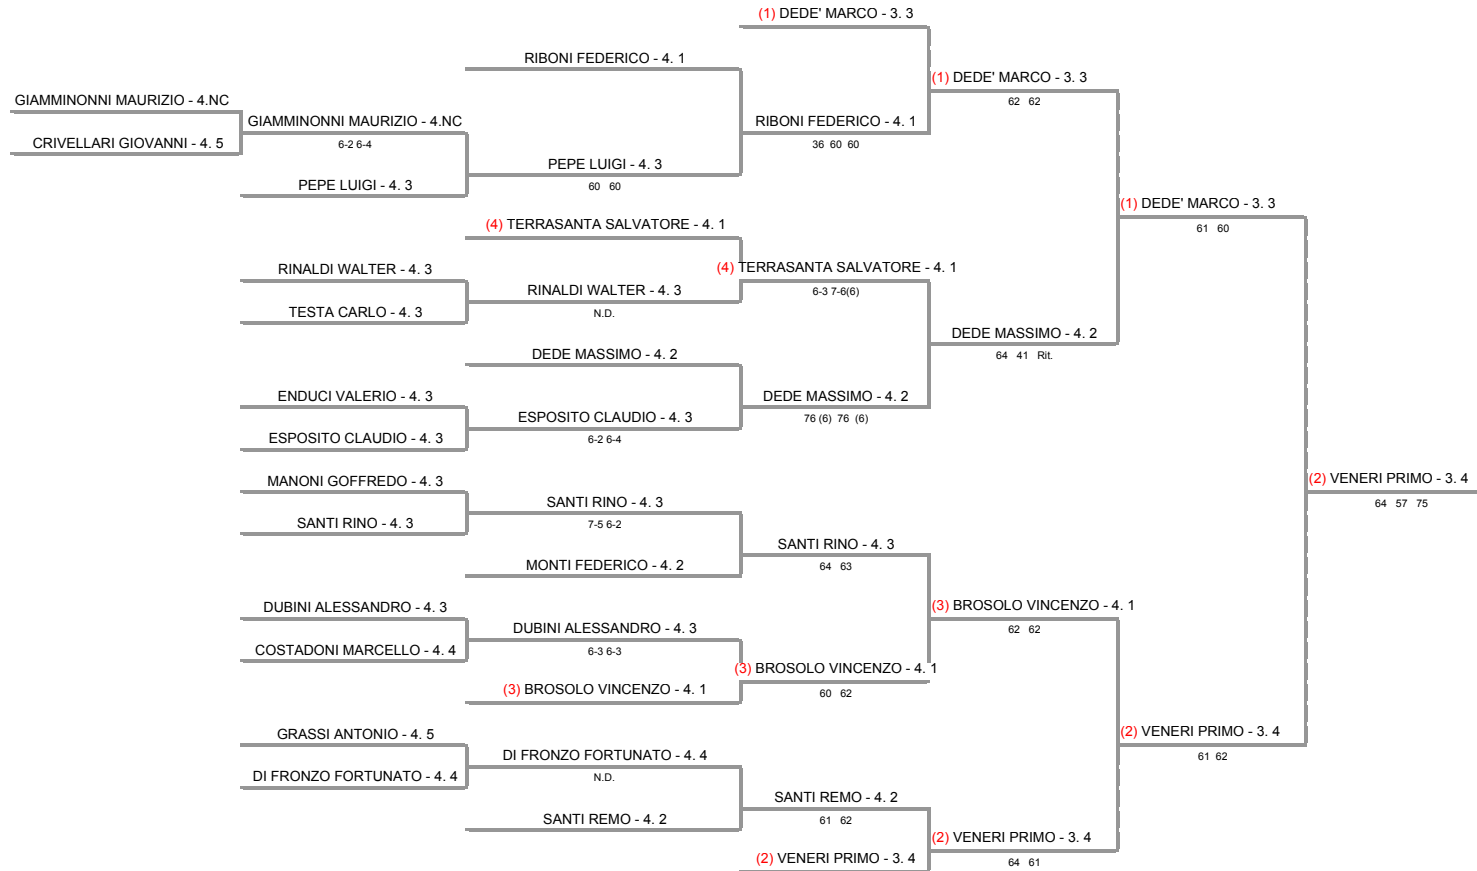 (1) DEDE' MARCO - 3. 3
RIBONI FEDERICO - 4. 1
(1) DEDE' MARCO - 3. 3
62 62
GIAMMINONNI MAURIZIO - 4.NC
GIAMMINONNI MAURIZIO - 4.NC
6-2 6-4
RIBONI FEDERICO - 4. 1
36 60 60
CRIVELLARI GIOVANNI - 4. 5
PEPE LUIGI - 4. 3
60 60
PEPE LUIGI - 4. 3
(1) DEDE' MARCO - 3. 3
61 60
(4) TERRASANTA SALVATORE - 4. 1
RINALDI WALTER - 4. 3
(4) TERRASANTA SALVATORE - 4. 1
6-3 7-6(6)
RINALDI WALTER - 4. 3
N.D.
TESTA CARLO - 4. 3
DEDE MASSIMO - 4. 2
64 41 Rit.
DEDE MASSIMO - 4. 2
ENDUCI VALERIO - 4. 3
DEDE MASSIMO - 4. 2
76 (6) 76 (6)
ESPOSITO CLAUDIO - 4. 3
6-2 6-4
ESPOSITO CLAUDIO - 4. 3
MANONI GOFFREDO - 4. 3
(2) VENERI PRIMO - 3. 4
64 57 75
SANTI RINO - 4. 3
7-5 6-2
SANTI RINO - 4. 3
SANTI RINO - 4. 3
64 63
MONTI FEDERICO - 4. 2
DUBINI ALESSANDRO - 4. 3
(3) BROSOLO VINCENZO - 4. 1
62 62
DUBINI ALESSANDRO - 4. 3
6-3 6-3
COSTADONI MARCELLO - 4. 4
(3) BROSOLO VINCENZO - 4. 1
60 62
(3) BROSOLO VINCENZO - 4. 1
GRASSI ANTONIO - 4. 5
(2) VENERI PRIMO - 3. 4
61 62
DI FRONZO FORTUNATO - 4. 4
N.D.
DI FRONZO FORTUNATO - 4. 4
SANTI REMO - 4. 2
61 62
SANTI REMO - 4. 2
(2) VENERI PRIMO - 3. 4
64 61
(2) VENERI PRIMO - 3. 4